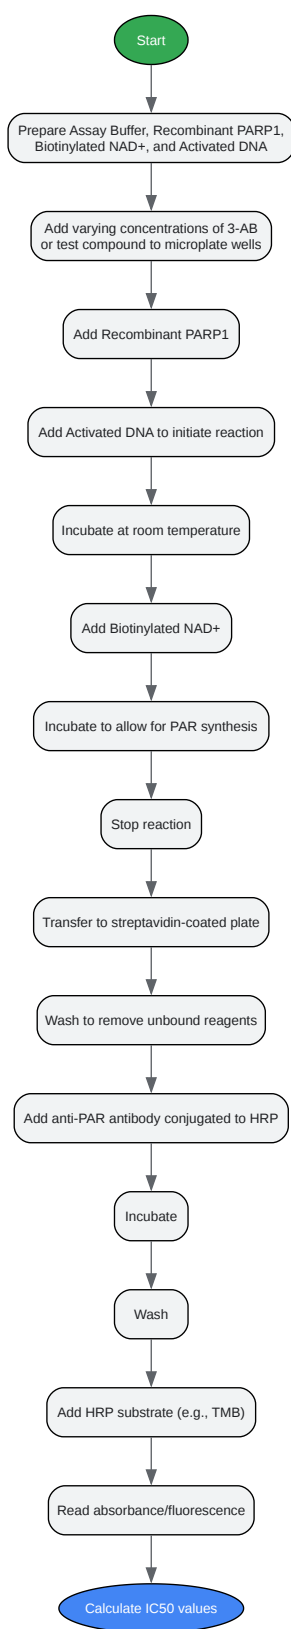 Start
Prepare Assay Buffer, Recombinant PARP1,
Biotinylated NAD+, and Activated DNA
Add varying concentrations of 3-AB
or test compound to microplate wells
Add Recombinant PARP1
Add Activated DNA to initiate reaction
Incubate at room temperature
Add Biotinylated NAD+
Incubate to allow for PAR synthesis
Stop reaction
Transfer to streptavidin-coated plate
Wash to remove unbound reagents
Add anti-PAR antibody conjugated to HRP
Incubate
Wash
Add HRP substrate (e.g., TMB)
Read absorbance/fluorescence
Calculate IC50 values